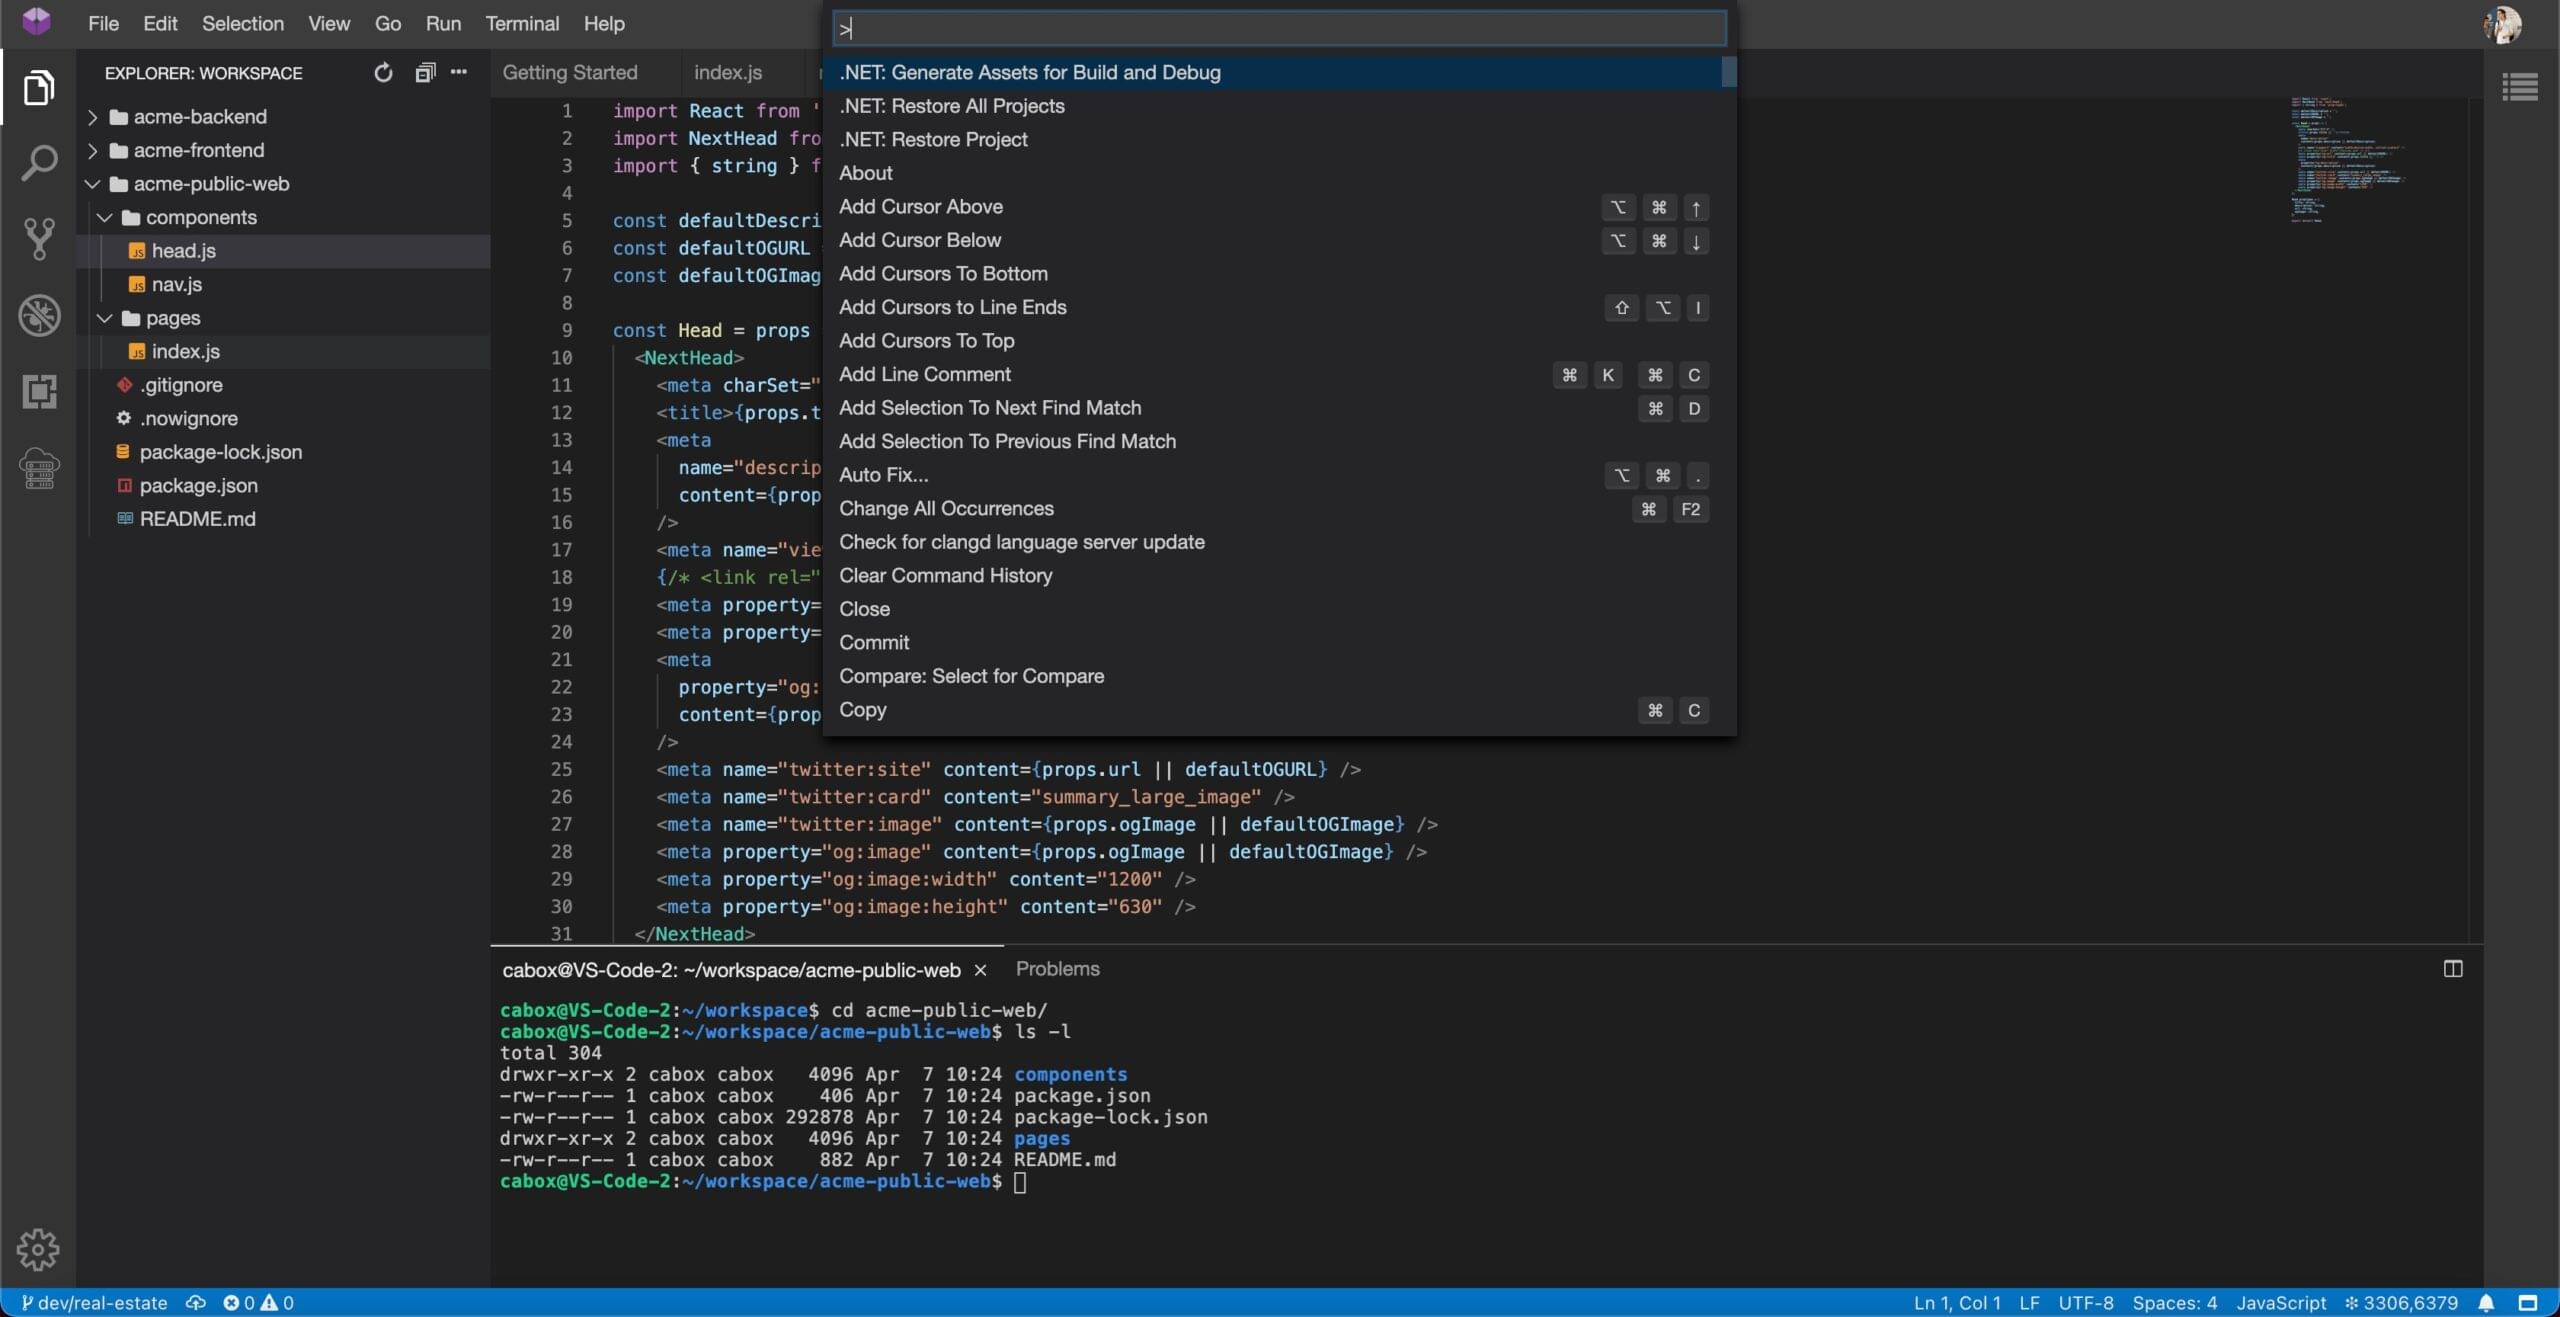 File Edit Selection View Go Run Terminal Help
>
EXPLORER: WORKSPACE
acme-backend
acme-frontend
acme-public-web
components
head.js
nav.js
pages
index.js
.gitignore
.nowignore
package-lock.json
package.json
README.md
Getting Started index.js
.NET: Generate Assets for Build and Debug
.NET: Restore All Projects
.NET: Restore Project
About
Add Cursor Above ⌥ ⌘ ↑
Add Cursor Below ⌥ ⌘ ↓
Add Cursors To Bottom
Add Cursors to Line Ends ⇧ ⌥ I
Add Cursors To Top
Add Line Comment ⌘ K ⌘ C
Add Selection To Next Find Match ⌘ D
Add Selection To Previous Find Match
Auto Fix... ⌥ ⌘ .
Change All Occurrences ⌘ F2
Check for clangd language server update
Clear Command History
Close
Commit
Compare: Select for Compare
Copy ⌘ C
1 import React from '
2 import NextHead fro
3 import { string } f
4
5 const defaultDescri
6 const defaultOGURL
7 const defaultOGImag
8
9 const Head = props
10 <NextHead>
11 <meta charSet="
12 <title>{props.t
13 <meta
14 name="descrip
15 content={prop
16 />
17 <meta name="vie
18 {/* <link rel="
19 <meta property=
20 <meta property=
21 <meta
22 property="og:
23 content={prop
24 />
25 <meta name="twitter:site" content={props.url || defaultOGURL} />
26 <meta name="twitter:card" content="summary_large_image" />
27 <meta name="twitter:image" content={props.ogImage || defaultOGImage} />
28 <meta property="og:image" content={props.ogImage || defaultOGImage} />
29 <meta property="og:image:width" content="1200" />
30 <meta property="og:image:height" content="630" />
31 </NextHead>
cabox@VS-Code-2: ~/workspace/acme-public-web × Problems
cabox@VS-Code-2:~/workspace$ cd acme-public-web/
cabox@VS-Code-2:~/workspace/acme-public-web$ ls -l
total 304
drwxr-xr-x 2 cabox cabox 4096 Apr 7 10:24 components
-rw-r--r-- 1 cabox cabox 406 Apr 7 10:24 package.json
-rw-r--r-- 1 cabox cabox 292878 Apr 7 10:24 package-lock.json
drwxr-xr-x 2 cabox cabox 4096 Apr 7 10:24 pages
-rw-r--r-- 1 cabox cabox 882 Apr 7 10:24 README.md
cabox@VS-Code-2:~/workspace/acme-public-web$
dev/real-estate 0 0 Ln 1, Col 1 LF UTF-8 Spaces: 4 JavaScript 3306,6379